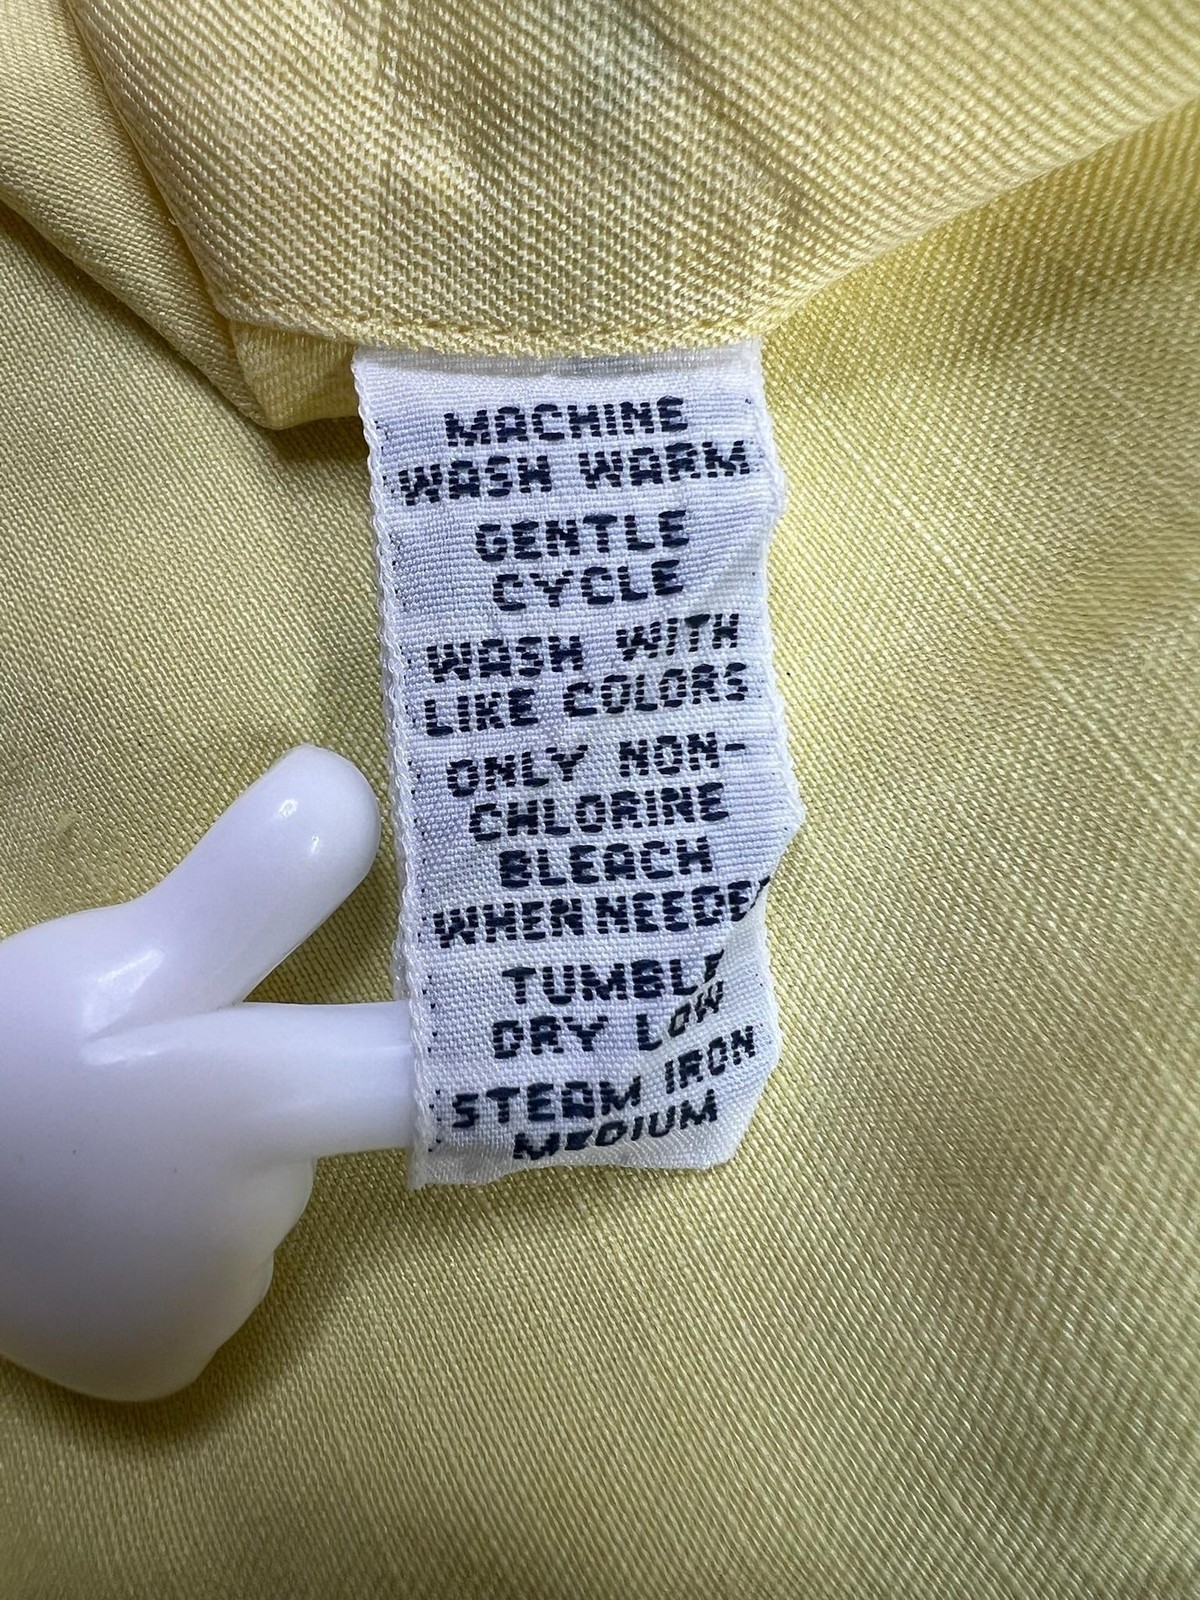 MACHINE
WASH WARM
GENTLE
CYCLE
WASH WITH
LIKE COLORS
ONLY NON-
CHLORINE
BLEACH
WHEN NEEDED
TUMBLE
DRY LOW
STEAM IRON
MEDIUM